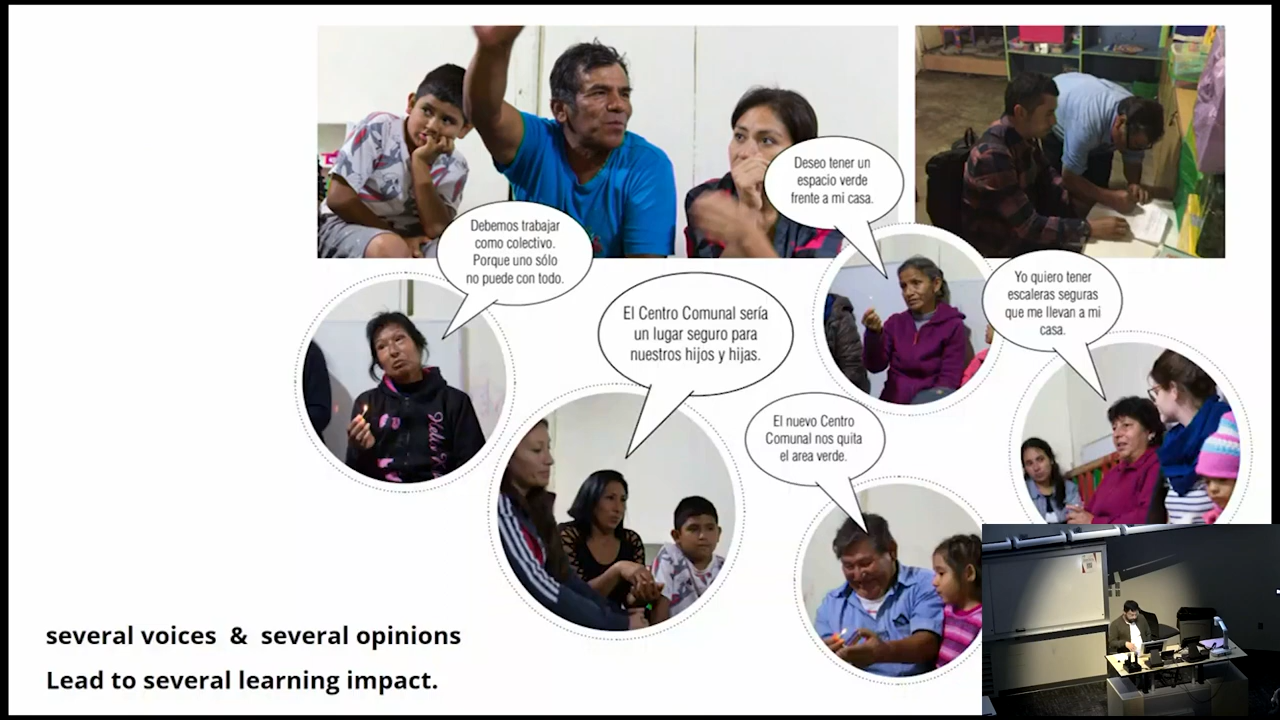 Deseo tener un
espacio verde
frente a mi casa.
Debemos trabajar
como colectivo.
Porque uno sólo
no puede con todo.
Yo quiero tener
escaleras seguras
que me llevan a mi
casa.
El Centro Comunal sería
un lugar seguro para
nuestros hijos y hijas.
El nuevo Centro
Comunal nos quita
el area verde.
several voices & several opinions
Lead to several learning impact.